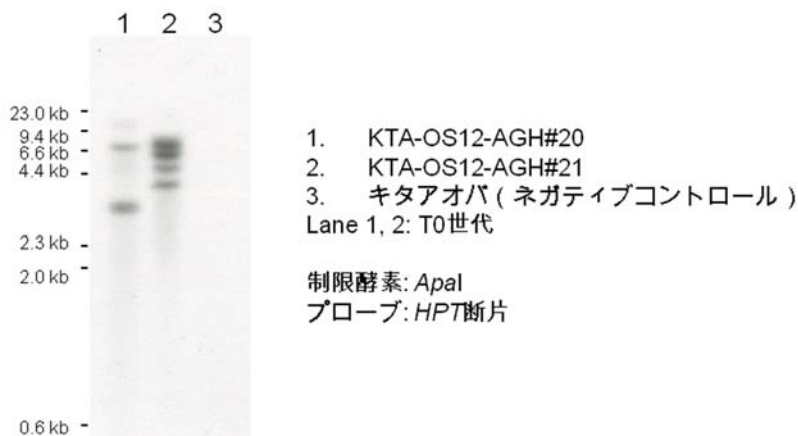 1 2 3
23.0 kb
9.4 kb
6.6 kb
4.4 kb
2.3 kb
2.0 kb
0.6 kb
1. KTA-OS12-AGH#20
2. KTA-OS12-AGH#21
3. キタアオバ ( ネガティブコントロール )
Lane 1, 2: T0世代
制限酵素: ApaI
プローブ: HPT断片